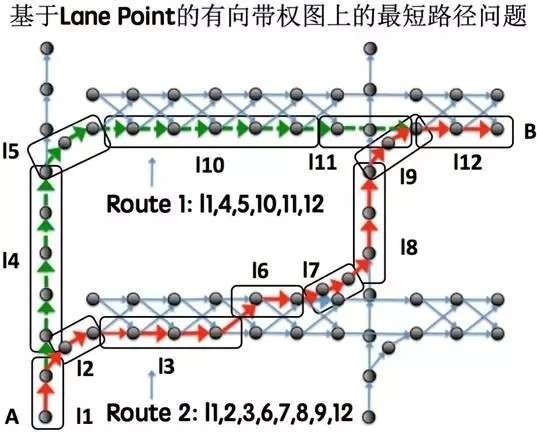 基于Lane Point的有向带权图上的最短路径问题
l5
B
l10
l11
l9
l12
Route 1: l1,4,5,10,11,12
l4
l8
l6
l7
l2
l3
A
l1
Route 2: l1,2,3,6,7,8,9,12